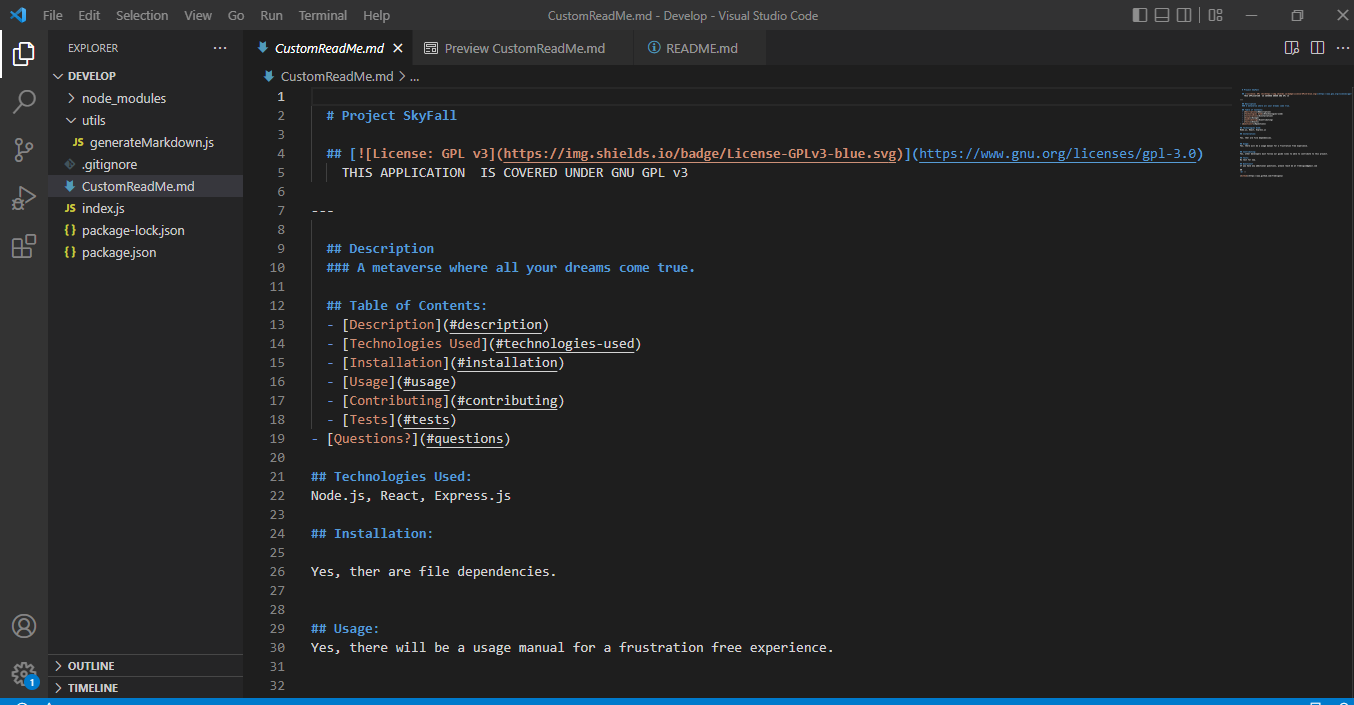 File Edit Selection View Go Run Terminal Help CustomReadMe.md - Develop - Visual Studio Code
EXPLORER
CustomReadMe.md Preview CustomReadMe.md README.md
DEVELOP
node_modules
utils
JS generateMarkdown.js
.gitignore
CustomReadMe.md
JS index.js
{} package-lock.json
{} package.json
OUTLINE
TIMELINE
1
CustomReadMe.md > ...
1
2 # Project SkyFall
3
4 ## [![License: GPL v3](https://img.shields.io/badge/License-GPLv3-blue.svg)](https://www.gnu.org/licenses/gpl-3.0)
5 THIS APPLICATION  IS COVERED UNDER GNU GPL v3
6
7 ---
8
9 ## Description
10 ### A metaverse where all your dreams come true.
11
12 ## Table of Contents:
13 - [Description](#description)
14 - [Technologies Used](#technologies-used)
15 - [Installation](#installation)
16 - [Usage](#usage)
17 - [Contributing](#contributing)
18 - [Tests](#tests)
19 - [Questions?](#questions)
20
21 ## Technologies Used:
22 Node.js, React, Express.js
23
24 ## Installation:
25
26 Yes, ther are file dependencies.
27
28
29 ## Usage:
30 Yes, there will be a usage manual for a frustration free experience.
31
32